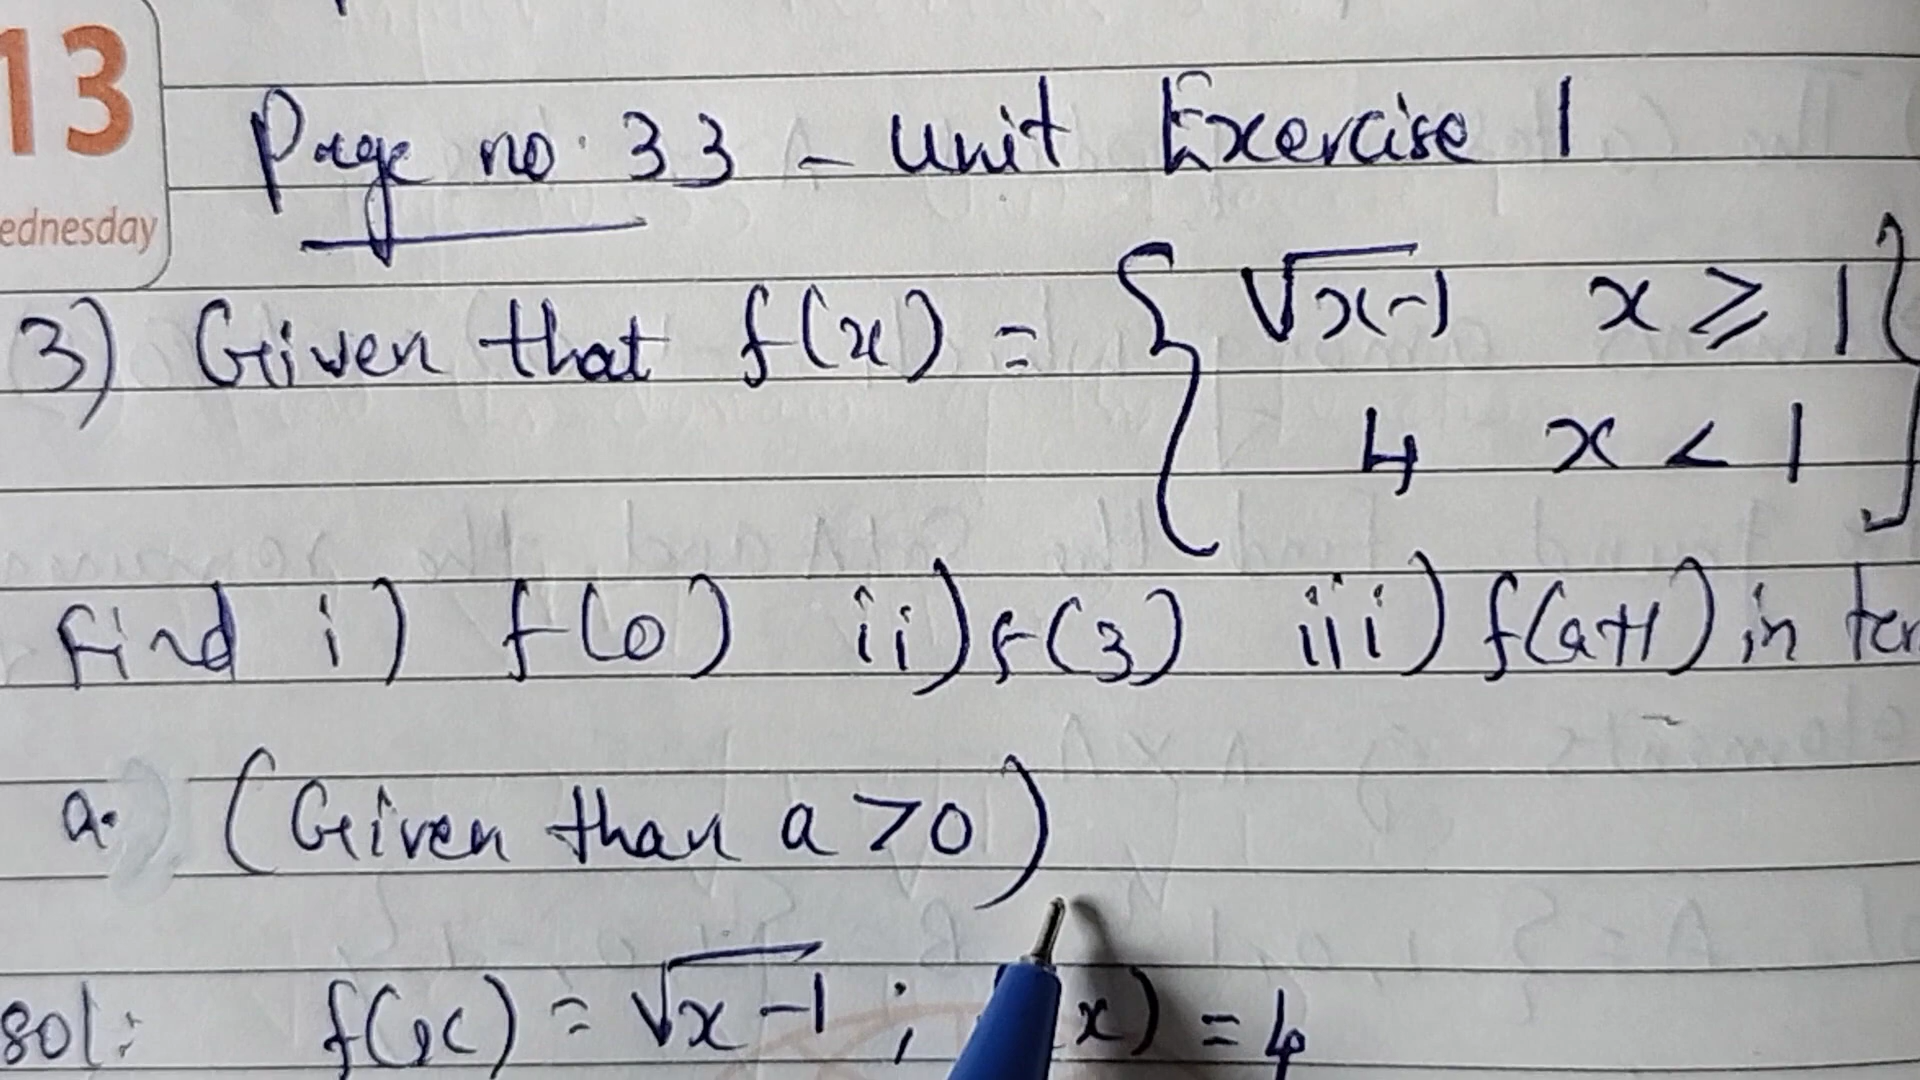 13
ednesday
Page no. 33 - Unit Exercise 1
3) Given that f(x) = { √x-1 x ≥ 1
4 x < 1 }
find i) f(0) ii) f(3) iii) f(a+1) in ter
a. (Given than a > 0)
sol: f(x) = √x-1 ; (x) = 4